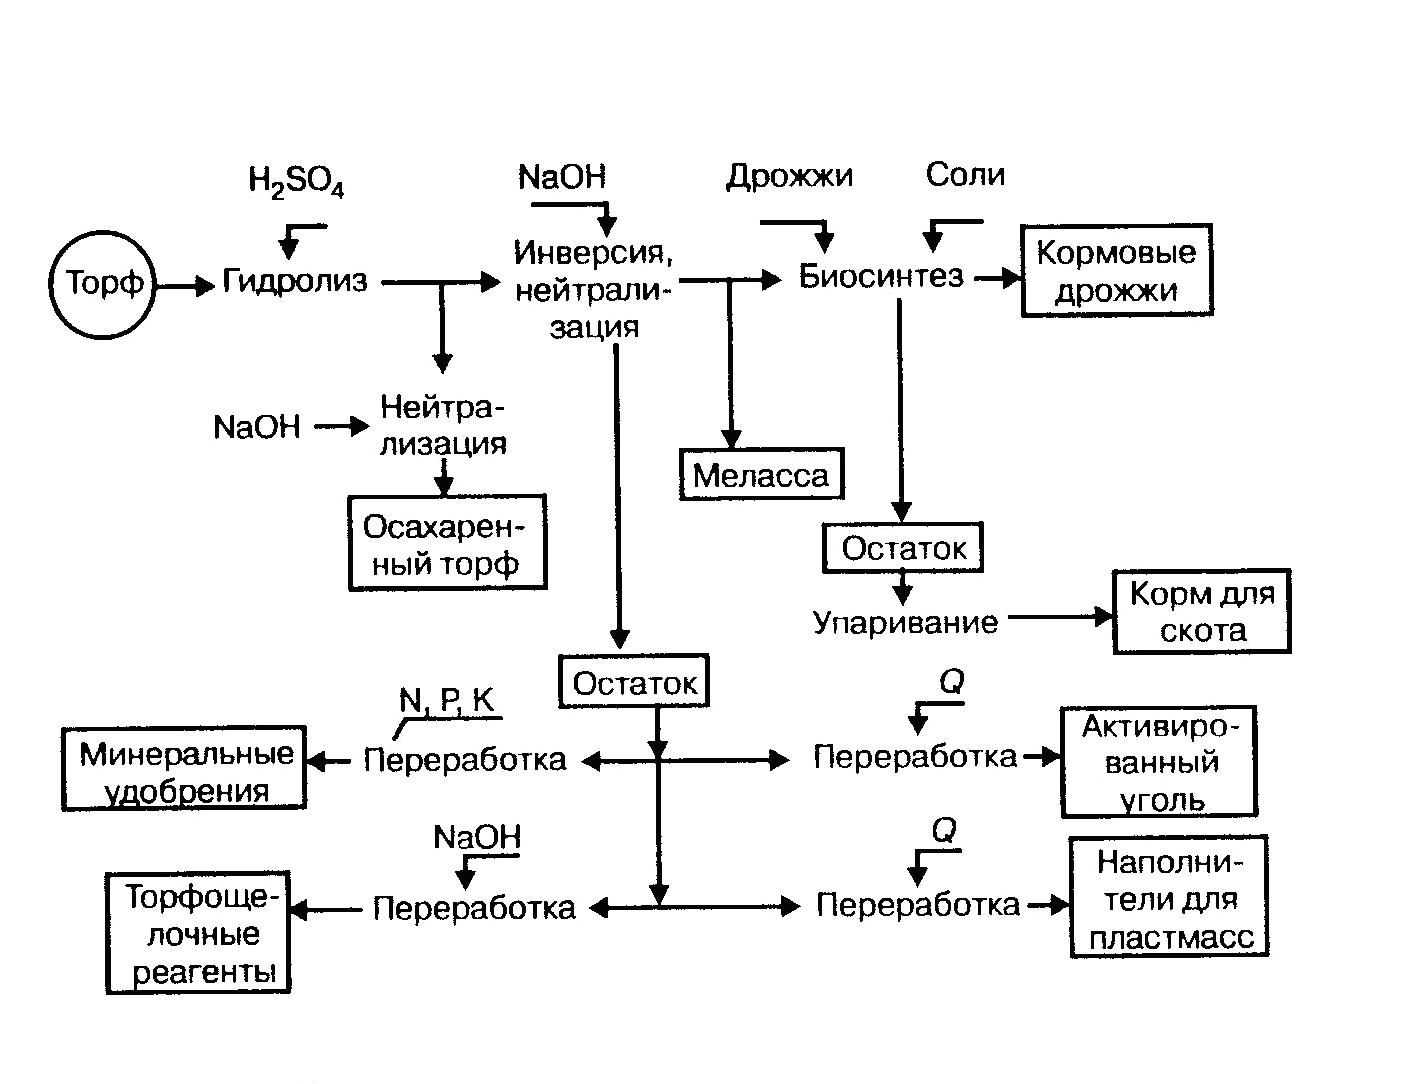 H2SO4
NaOH
Дрожжи
Соли
Торф
Гидролиз
Инверсия,
нейтрали-
зация
Биосинтез
Кормовые
дрожжи
NaOH
Нейтра-
лизация
Меласса
Осахарен-
ный торф
Остаток
Упаривание
Корм для
скота
Остаток
N, P, K
Q
Минеральные
удобрения
Переработка
Переработка
Активиро-
ванный
уголь
NaOH
Q
Торфоще-
лочные
реагенты
Переработка
Переработка
Наполни-
тели для
пластмасс